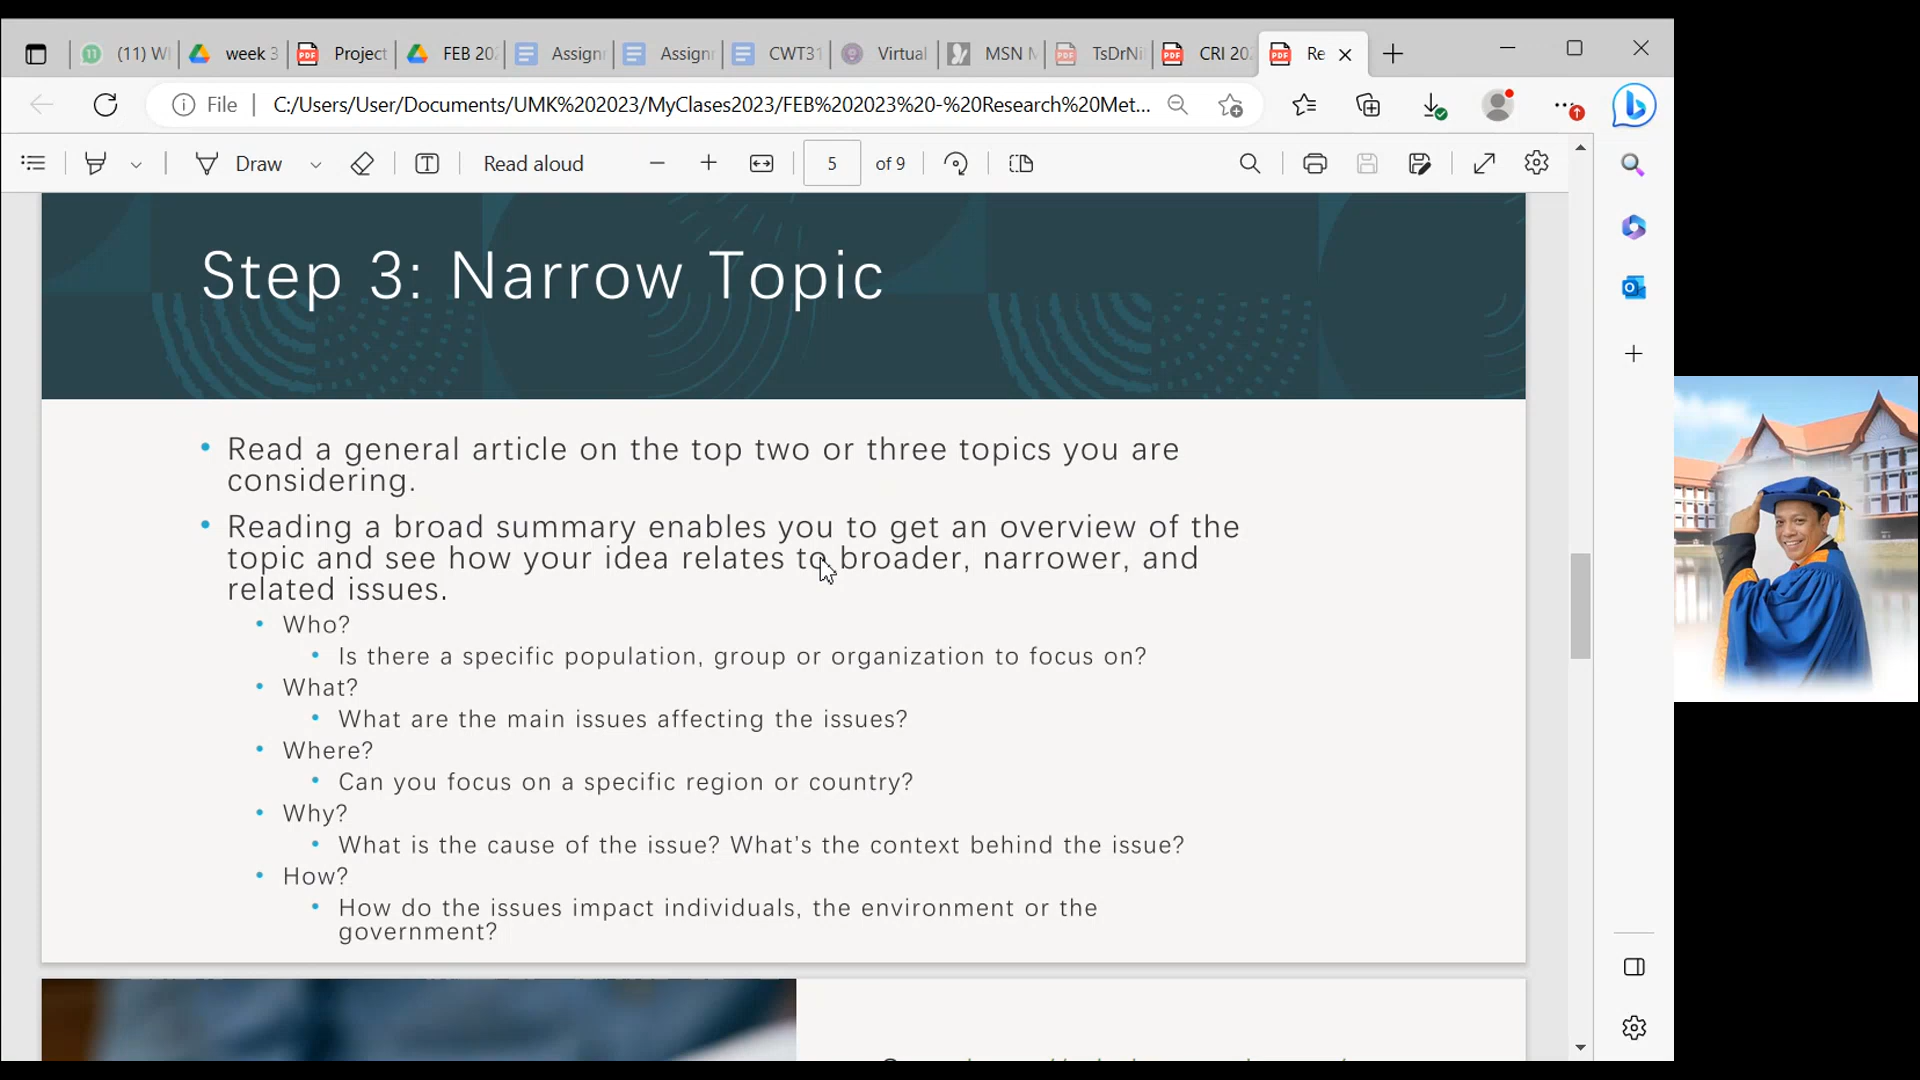 (11) W
week 3
Project
FEB 202
Assign
Assign
CWT31
Virtual
MSN M
TsDrNi
CRI 202
Re
File
C:/Users/User/Documents/UMK%202023/MyClases2023/FEB%202023%20-%20Research%20Met...
Draw
Read aloud
5
of 9
Step 3: Narrow Topic
• Read a general article on the top two or three topics you are
considering.
• Reading a broad summary enables you to get an overview of the
topic and see how your idea relates to broader, narrower, and
related issues.
• Who?
• Is there a specific population, group or organization to focus on?
• What?
• What are the main issues affecting the issues?
• Where?
• Can you focus on a specific region or country?
• Why?
• What is the cause of the issue? What's the context behind the issue?
• How?
• How do the issues impact individuals, the environment or the
government?